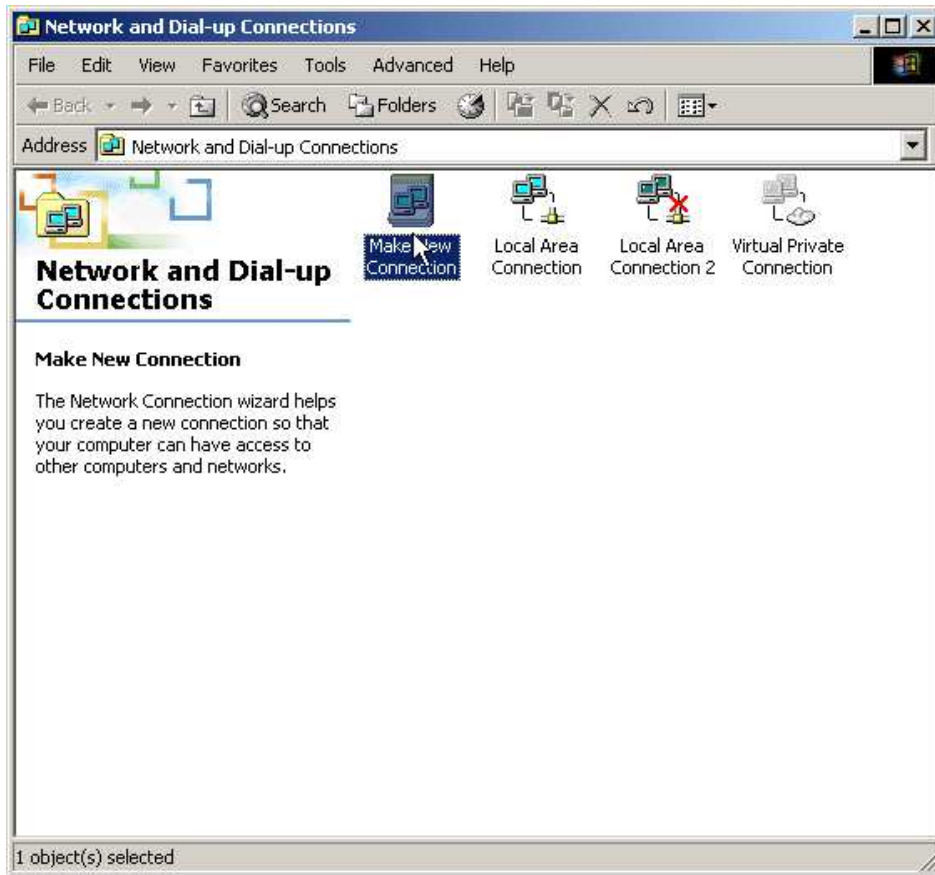 Network and Dial-up Connections
File Edit View Favorites Tools Advanced Help
Back Search Folders
Address Network and Dial-up Connections
Make New
Connection
Local Area
Connection
Local Area
Connection 2
Virtual Private
Connection
Network and Dial-up
Connections
Make New Connection
The Network Connection wizard helps
you create a new connection so that
your computer can have access to
other computers and networks.
1 object(s) selected